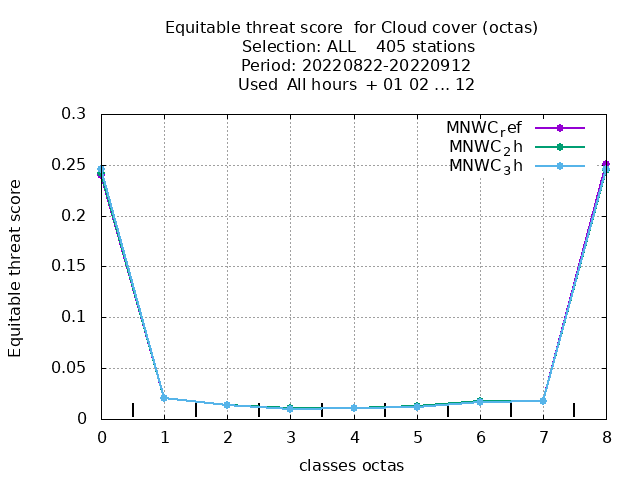 Equitable threat score  for Cloud cover (octas)
Selection: ALL    405 stations
Period: 20220822-20220912
Used  All hours  + 01 02 ... 12
0.3
0.25
0.2
0.15
0.1
0.05
0
Equitable threat score
MNWC_ref
MNWC_2h
MNWC_3h
0 1 2 3 4 5 6 7 8
classes octas